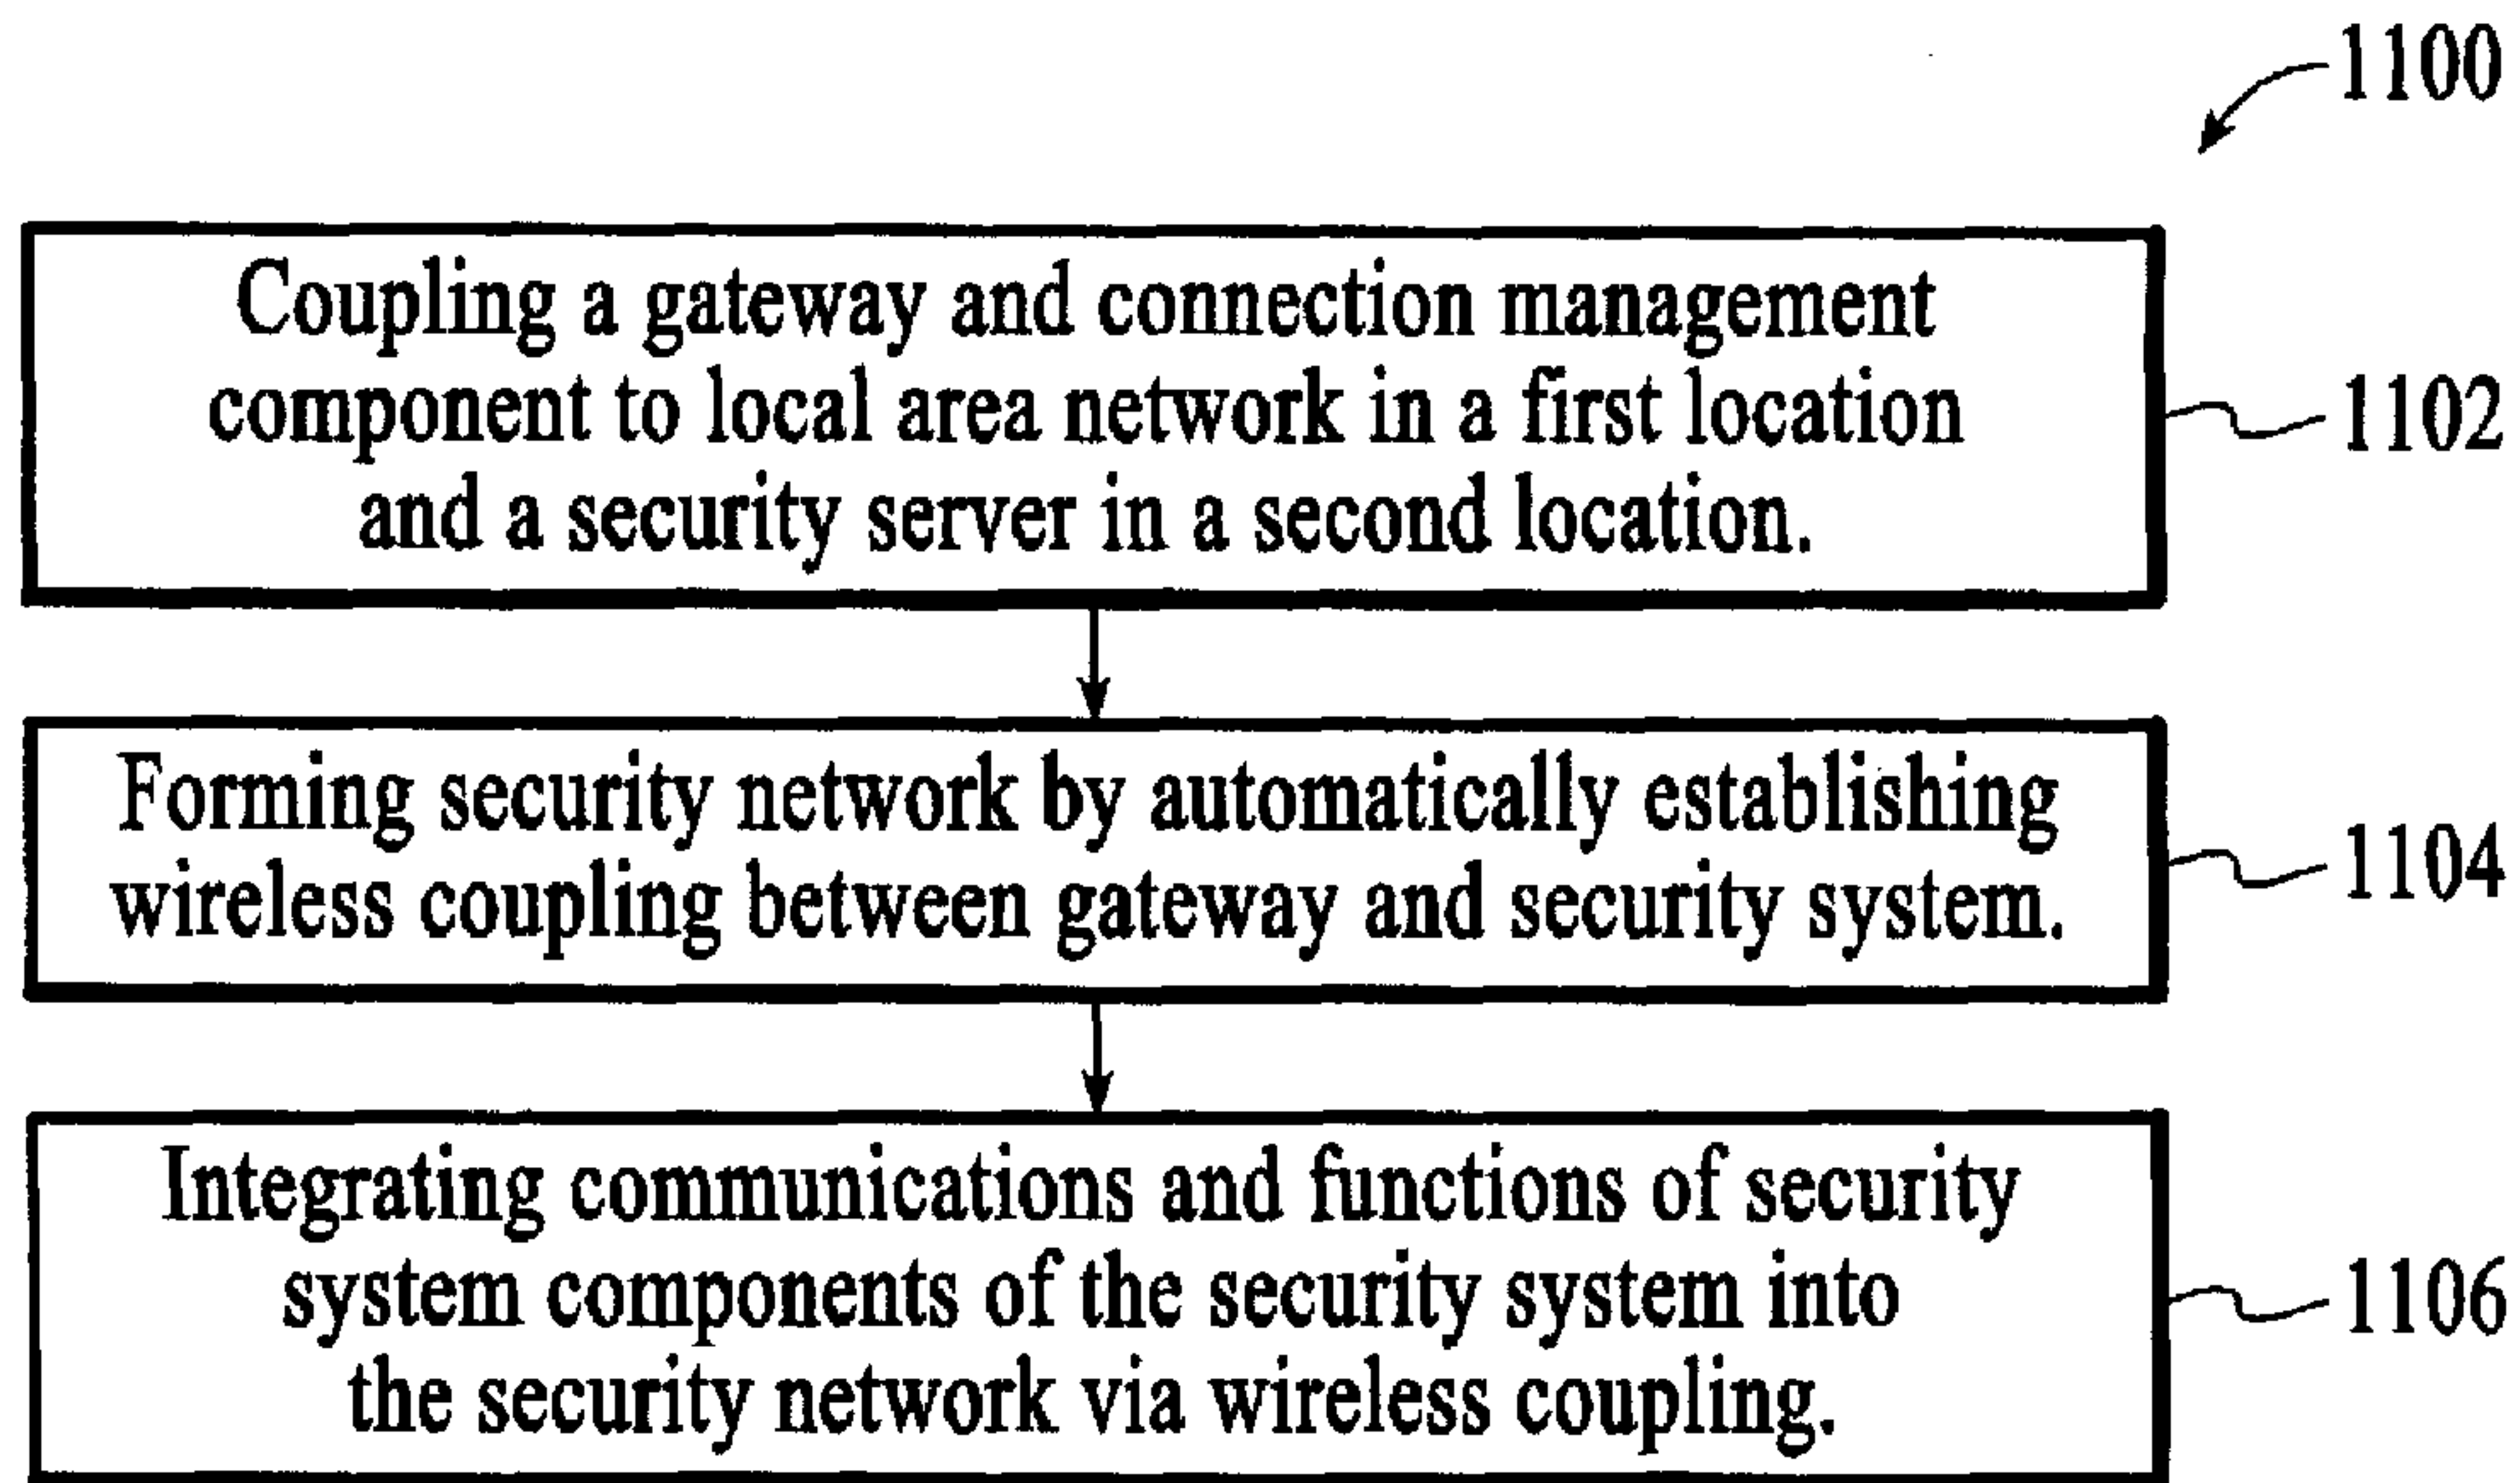 1100
Coupling a gateway and connection management
component to local area network in a first location
and a security server in a second location.
1102
Forming security network by automatically establishing
wireless coupling between gateway and security system.
1104
Integrating communications and functions of security
system components of the security system into
the security network via wireless coupling.
1106